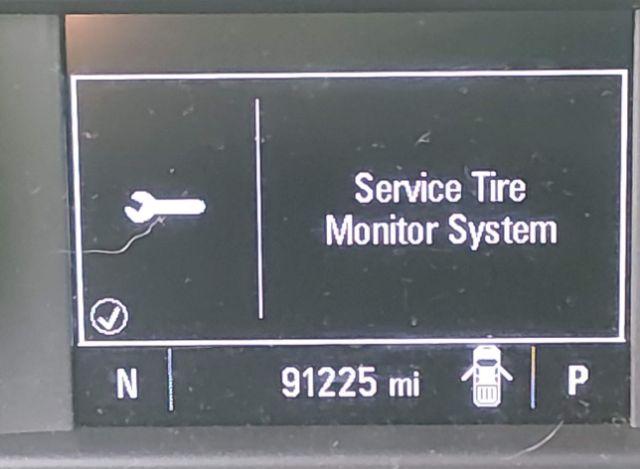 Service Tire
Monitor System
N 91225 mi P